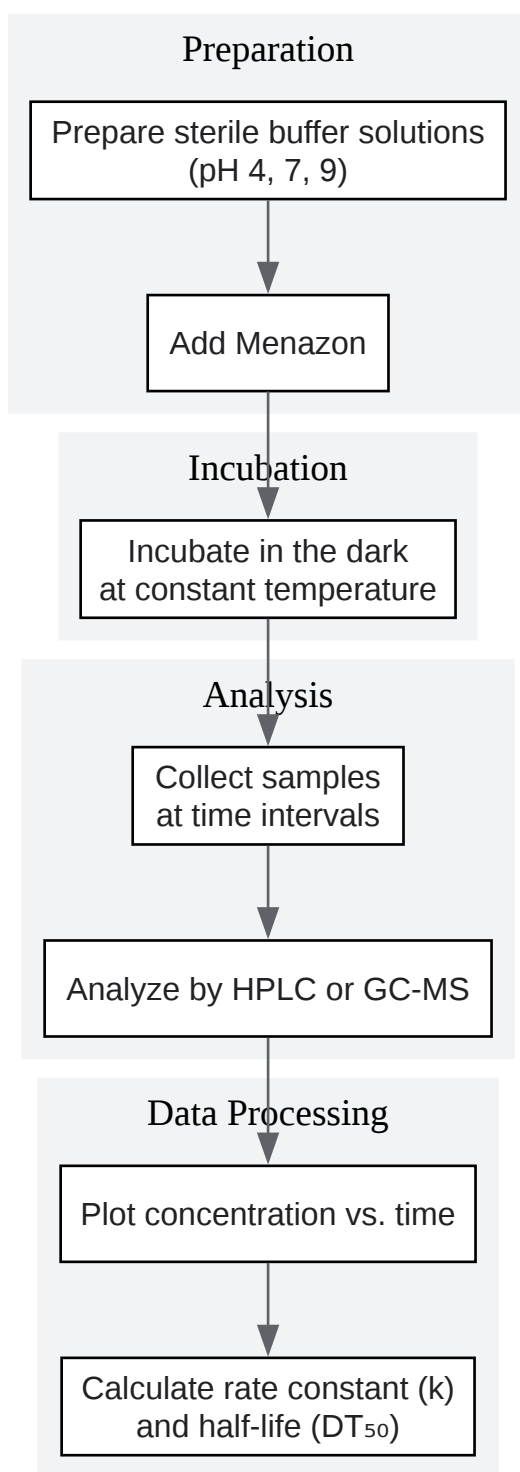 Preparation
Prepare sterile buffer solutions
(pH 4, 7, 9)
Add Menazon
Incubation
Incubate in the dark
at constant temperature
Analysis
Collect samples
at time intervals
Analyze by HPLC or GC-MS
Data Processing
Plot concentration vs. time
Calculate rate constant (k)
and half-life (DT₅₀)